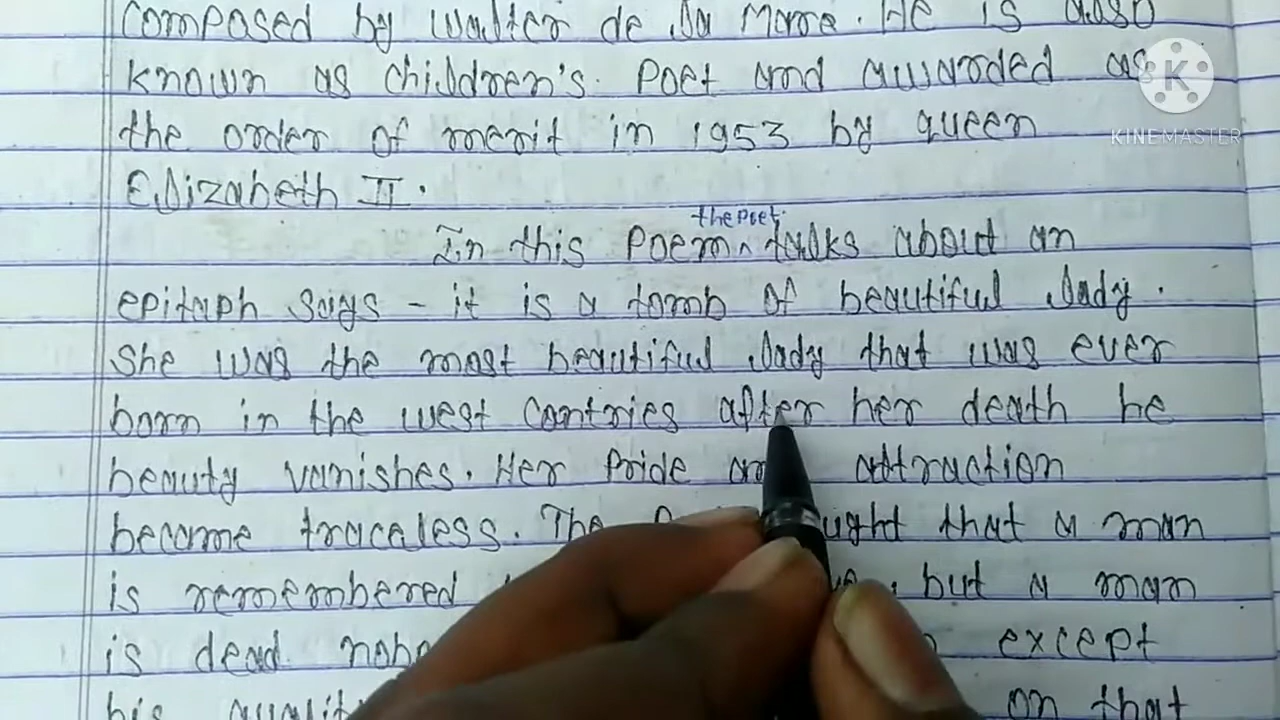 composed by Walter de la Mare. He is also
known as children's. Poet and awarded as
the order of merit in 1953 by queen
Elizabeth II.
In this Poem ^ the Poet. talks about an
epitaph says - it is a tomb of beautiful lady.
She was the most beautiful lady that was ever
born in the west contries after her death he
beauty vanishes. Her Pride attraction
become traceless. The that a man
is remembered but a man
is dead except
his on that
K
KINEMASTER